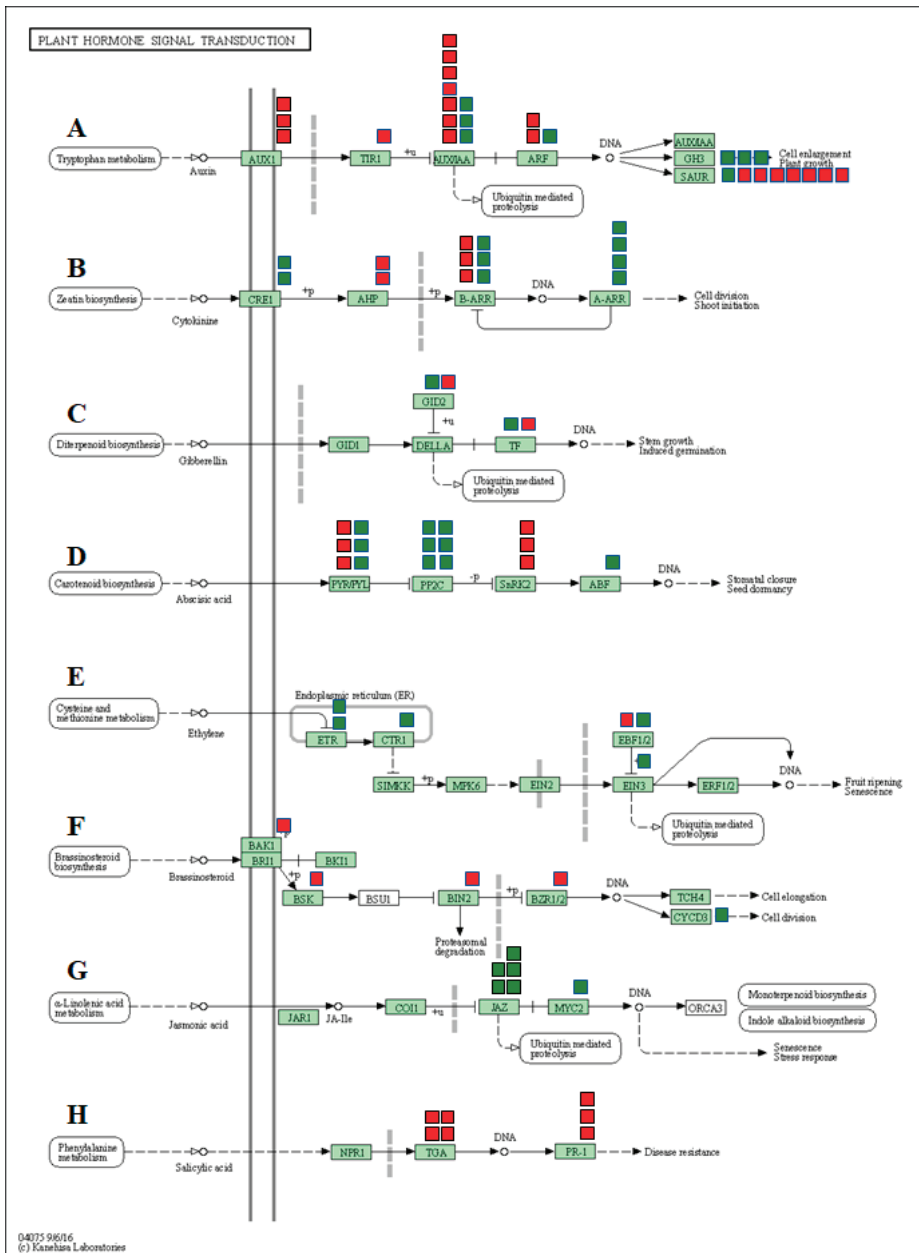 PLANT HORMONE SIGNAL TRANSDUCTION
A
Tryptophan metabolism
Auxin
AUX1
TIR1
+u
AUX/IAA
ARF
DNA
AUX/IAA
GH3
SAUR
Cell enlargement
Plant growth
Ubiquitin mediated
proteolysis
B
Zeatin biosynthesis
Cytokinine
CRE1
+p
AHP
+p
B-ARR
DNA
A-ARR
Cell division
Shoot initiation
C
Diterpenoid biosynthesis
Gibberellin
GID1
GID2
+u
DELLA
TF
DNA
Stem growth
Induced germination
Ubiquitin mediated
proteolysis
D
Carotenoid biosynthesis
Abscisic acid
PYR/PYL
PP2C
-p
SnRK2
ABF
DNA
Stomatal closure
Seed dormancy
E
Cysteine and
methionine metabolism
Ethylene
Endoplasmic reticulum (ER)
ETR
CTR1
SIMKK
+p
MPK6
EIN2
EBF1/2
EIN3
ERF1/2
DNA
Fruit ripening
Senescence
Ubiquitin mediated
proteolysis
F
Brassinosteroid
biosynthesis
Brassinosteroid
BAK1
BRI1
BKI1
+p
BSK
BSU1
BIN2
+p
BZR1/2
DNA
TCH4
CYCD3
Cell elongation
Cell division
Proteasomal
degradation
G
α-Linolenic acid
metabolism
Jasmonic acid
JAR1
JA-Ile
COI1
+u
JAZ
MYC2
DNA
ORCA3
Monoterpenoid biosynthesis
Indole alkaloid biosynthesis
Ubiquitin mediated
proteolysis
Senescence
Stress response
H
Phenylalanine
metabolism
Salicylic acid
NPR1
TGA
DNA
PR-1
Disease resistance
04075 9/6/16
(c) Kanehisa Laboratories